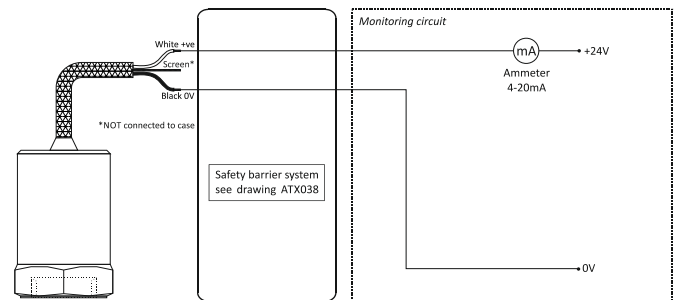 Monitoring circuit
White +ve
mA
+24V
Screen*
Ammeter
4-20mA
Black 0V
*NOT connected to case
Safety barrier system
see drawing ATX038
0V